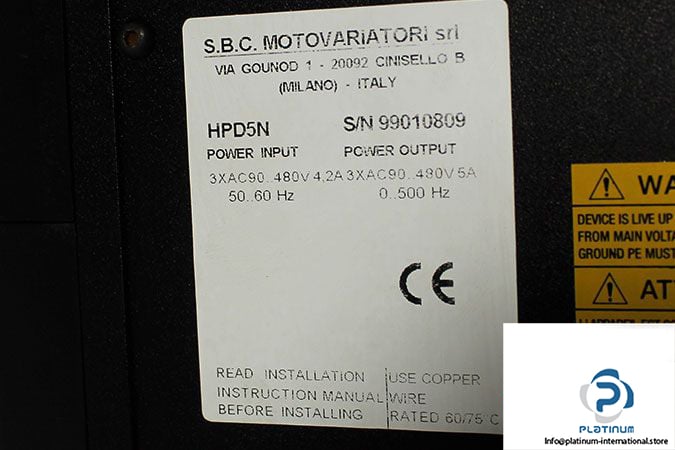 S.B.C. MOTOVARiATORi srl
VIA GOUNOD 1 - 20092 CINISELLO B
(MILANO) - ITALY
HPD5N S/N 99010809
POWER INPUT POWER OUTPUT
3XAC90..480V 4,2A 3XAC90..480V 5A
50..60 Hz 0..500 Hz
CE
READ INSTALLATION USE COPPER
INSTRUCTION MANUAL WIRE
BEFORE INSTALLING RATED 60/75°C
WA
DEVICE IS LIVE UP
FROM MAIN VOLTA
GROUND PE MUST
AT
PLATINUM
Info@platinum-international.store